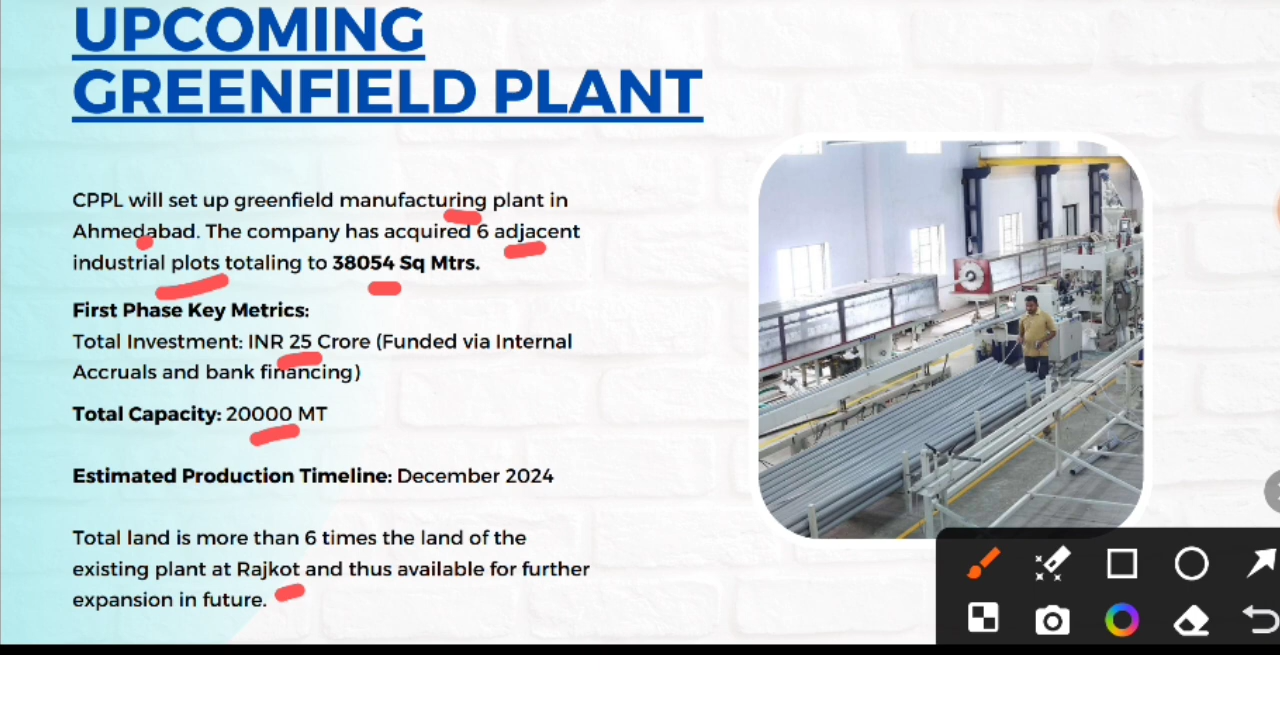 UPCOMING
GREENFIELD PLANT
CPPL will set up greenfield manufacturing plant in
Ahmedabad. The company has acquired 6 adjacent
industrial plots totaling to 38054 Sq Mtrs.
First Phase Key Metrics:
Total Investment: INR 25 Crore (Funded via Internal
Accruals and bank financing)
Total Capacity: 20000 MT
Estimated Production Timeline: December 2024
Total land is more than 6 times the land of the
existing plant at Rajkot and thus available for further
expansion in future.